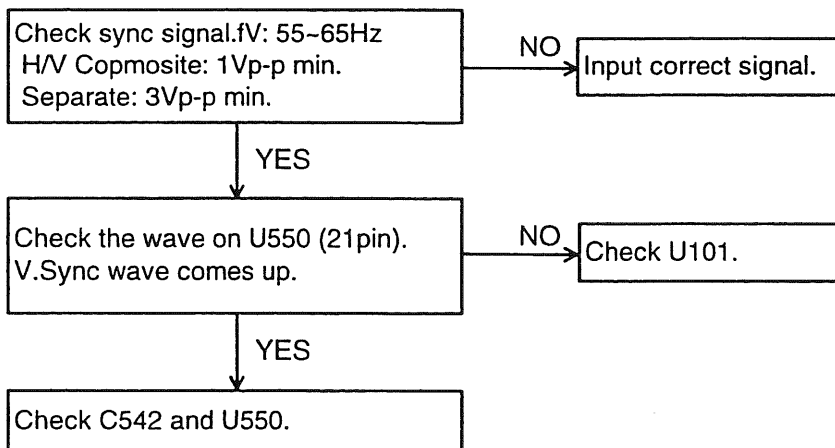 Check sync signal.fV: 55~65Hz
H/V Copmosite: 1Vp-p min.
Separate: 3Vp-p min.
NO
Input correct signal.
YES
Check the wave on U550 (21pin).
V.Sync wave comes up.
NO
Check U101.
YES
Check C542 and U550.